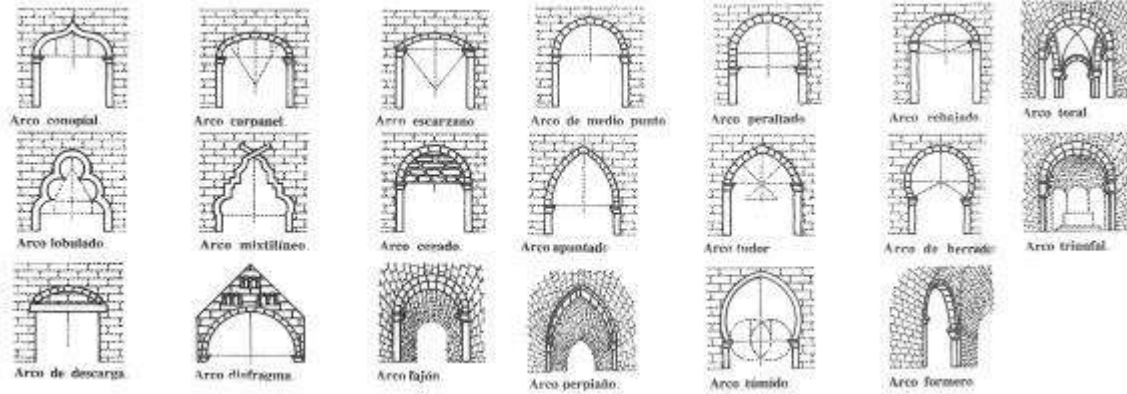 Arco conopial.
Arco carpanel.
Arco escarzano
Arco de medio punto
Arco peraltado
Arco rebajado
Arco toral
Arco lobulado.
Arco mixtilíneo.
Arco cegado.
Arco apuntado
Arco tudor
Arco de herradura
Arco triunfal.
Arco de descarga.
Arco diafragma.
Arco fajón.
Arco perpiaño.
Arco túmido
Arco formero